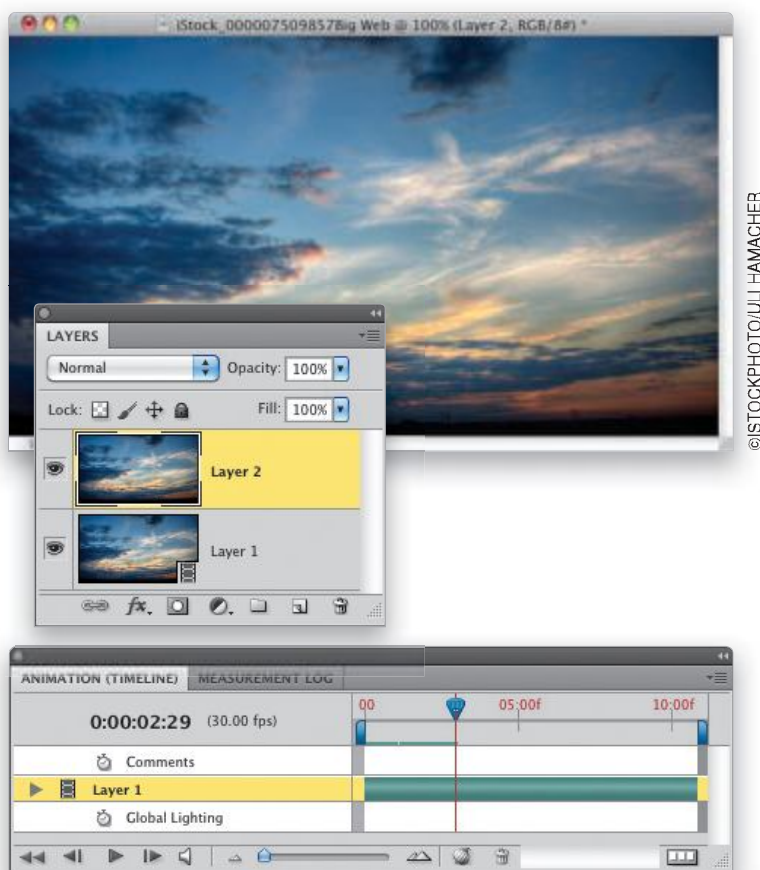 iStock_000007509857Big Web @ 100% (Layer 2, RGB/8#) *
©ISTOCKPHOTO/ULI HAMACHER
LAYERS
Normal Opacity: 100%
Lock: Fill: 100%
Layer 2
Layer 1
fx.
ANIMATION (TIMELINE) MEASUREMENT LOG
0:00:02:29 (30.00 fps) 00 05:00f 10:00f
Comments
Layer 1
Global Lighting